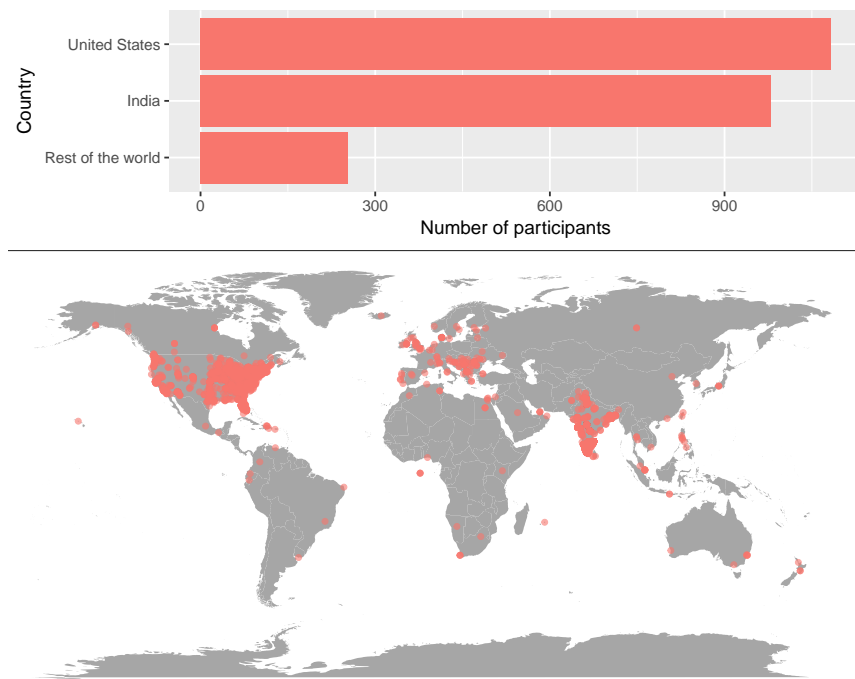 United States
India
Rest of the world
Country
0 300 600 900
Number of participants